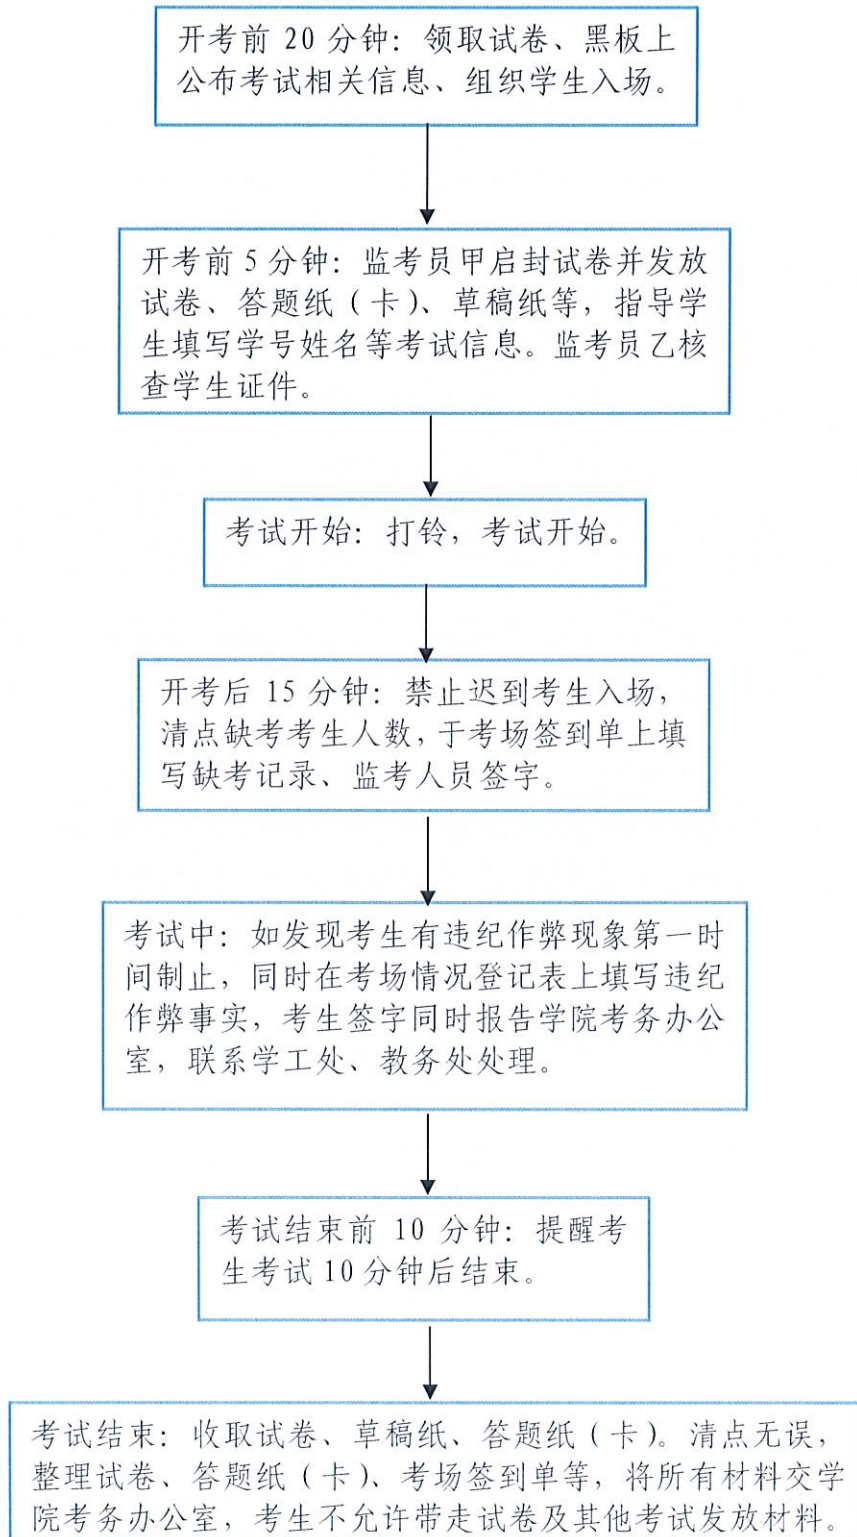 开考前 20 分钟：领取试卷、黑板上
公布考试相关信息、组织学生入场。
开考前 5 分钟：监考员甲启封试卷并发放
试卷、答题纸（卡）、草稿纸等，指导学
生填写学号姓名等考试信息。监考员乙核
查学生证件。
考试开始：打铃，考试开始。
开考后 15 分钟：禁止迟到考生入场，
清点缺考考生人数，于考场签到单上填
写缺考记录、监考人员签字。
考试中：如发现考生有违纪作弊现象第一时
间制止，同时在考场情况登记表上填写违纪
作弊事实，考生签字同时报告学院考务办公
室，联系学工处、教务处处理。
考试结束前 10 分钟：提醒考
生考试 10 分钟后结束。
考试结束：收取试卷、草稿纸、答题纸（卡）。清点无误，
整理试卷、答题纸（卡）、考场签到单等，将所有材料交学
院考务办公室，考生不允许带走试卷及其他考试发放材料。